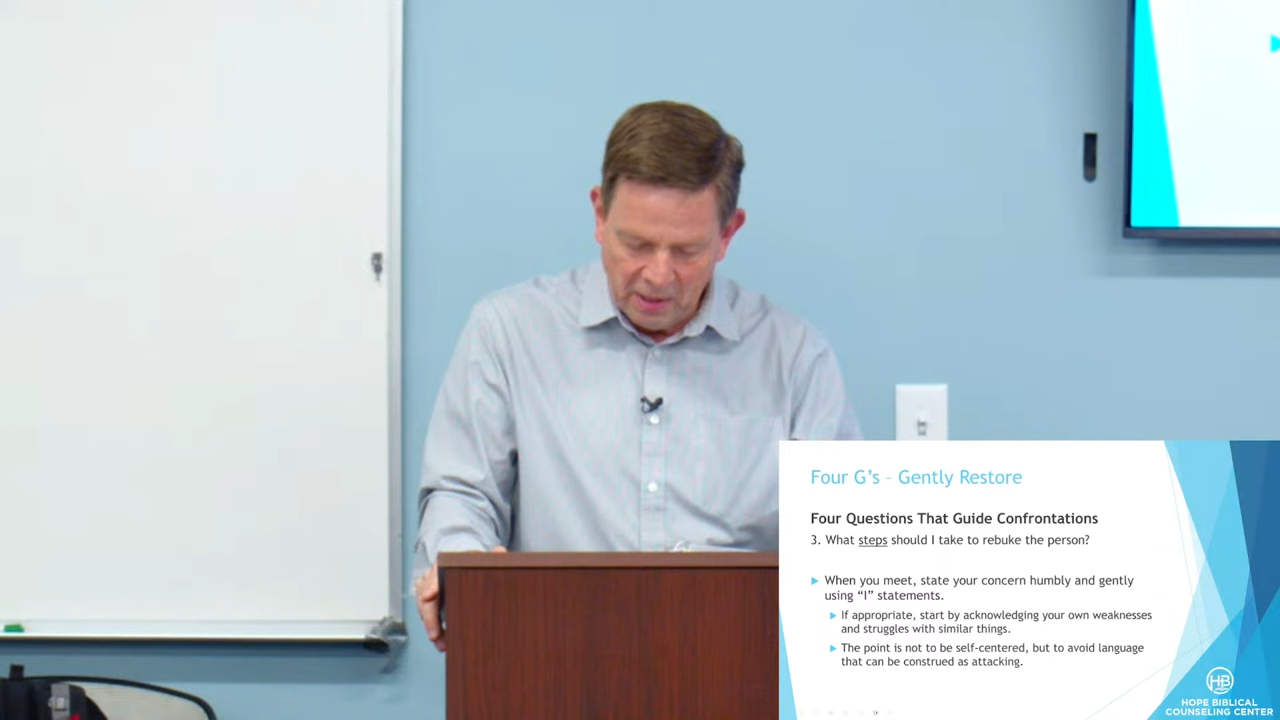 Four G's – Gently Restore
Four Questions That Guide Confrontations
3. What steps should I take to rebuke the person?
When you meet, state your concern humbly and gently
using “I” statements.
If appropriate, start by acknowledging your own weaknesses
and struggles with similar things.
The point is not to be self-centered, but to avoid language
that can be construed as attacking.
HB
HOPE BIBLICAL
COUNSELING CENTER